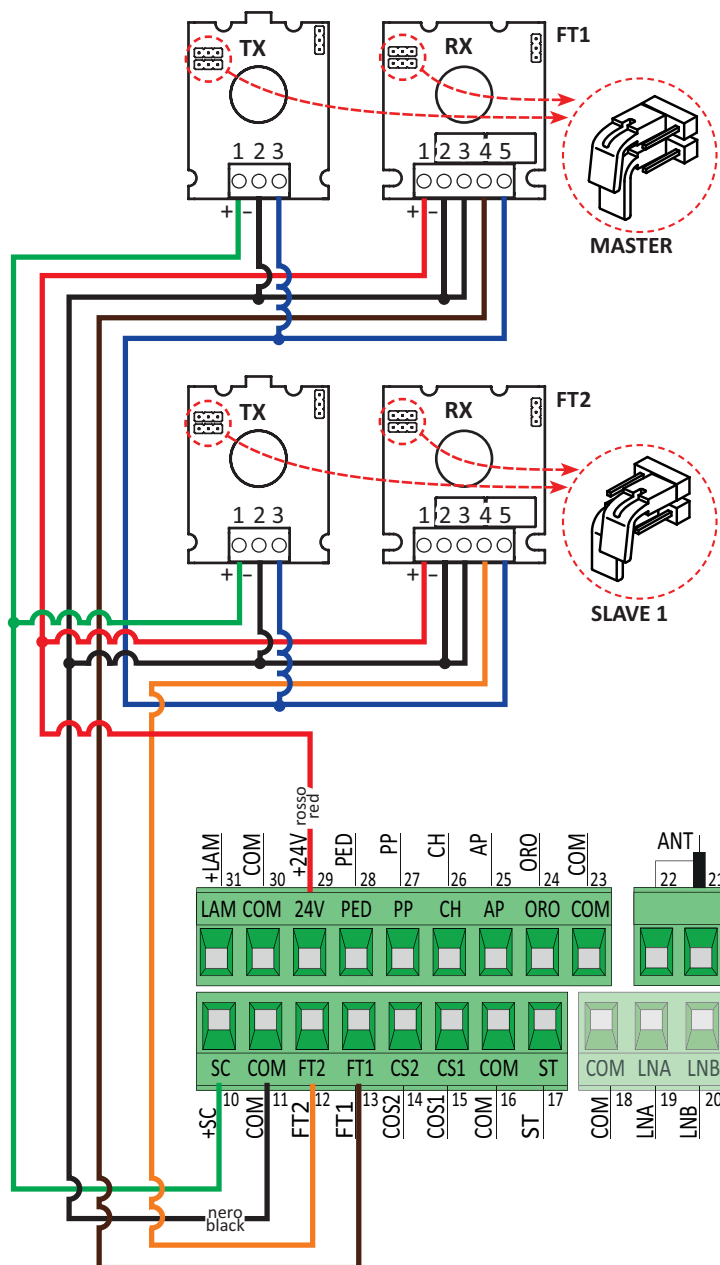 TX RX FT1
1 2 3 1 2 3 4 5
+ − + −
MASTER
TX RX FT2
1 2 3 1 2 3 4 5
+ − + −
SLAVE 1
rosso
red
+LAM COM +24V PED PP CH AP ORO COM ANT
31 30 29 28 27 26 25 24 23 22 21
LAM COM 24V PED PP CH AP ORO COM
SC COM FT2 FT1 CS2 CS1 COM ST COM LNA LNB
10 11 12 13 14 15 16 17 18 19 20
+SC COM FT2 FT1 COS2 COS1 COM ST COM LNA LNB
nero
black